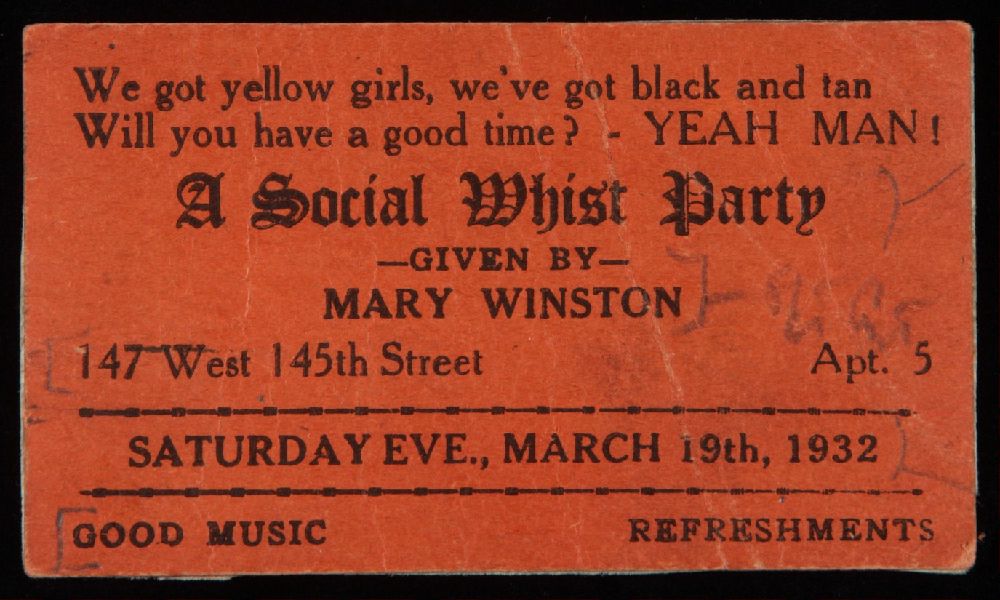 We got yellow girls, we've got black and tan
Will you have a good time? - YEAH MAN!
A Social Whist Party
—GIVEN BY—
MARY WINSTON
147 West 145th Street Apt. 5
SATURDAY EVE., MARCH 19th, 1932
GOOD MUSIC REFRESHMENTS